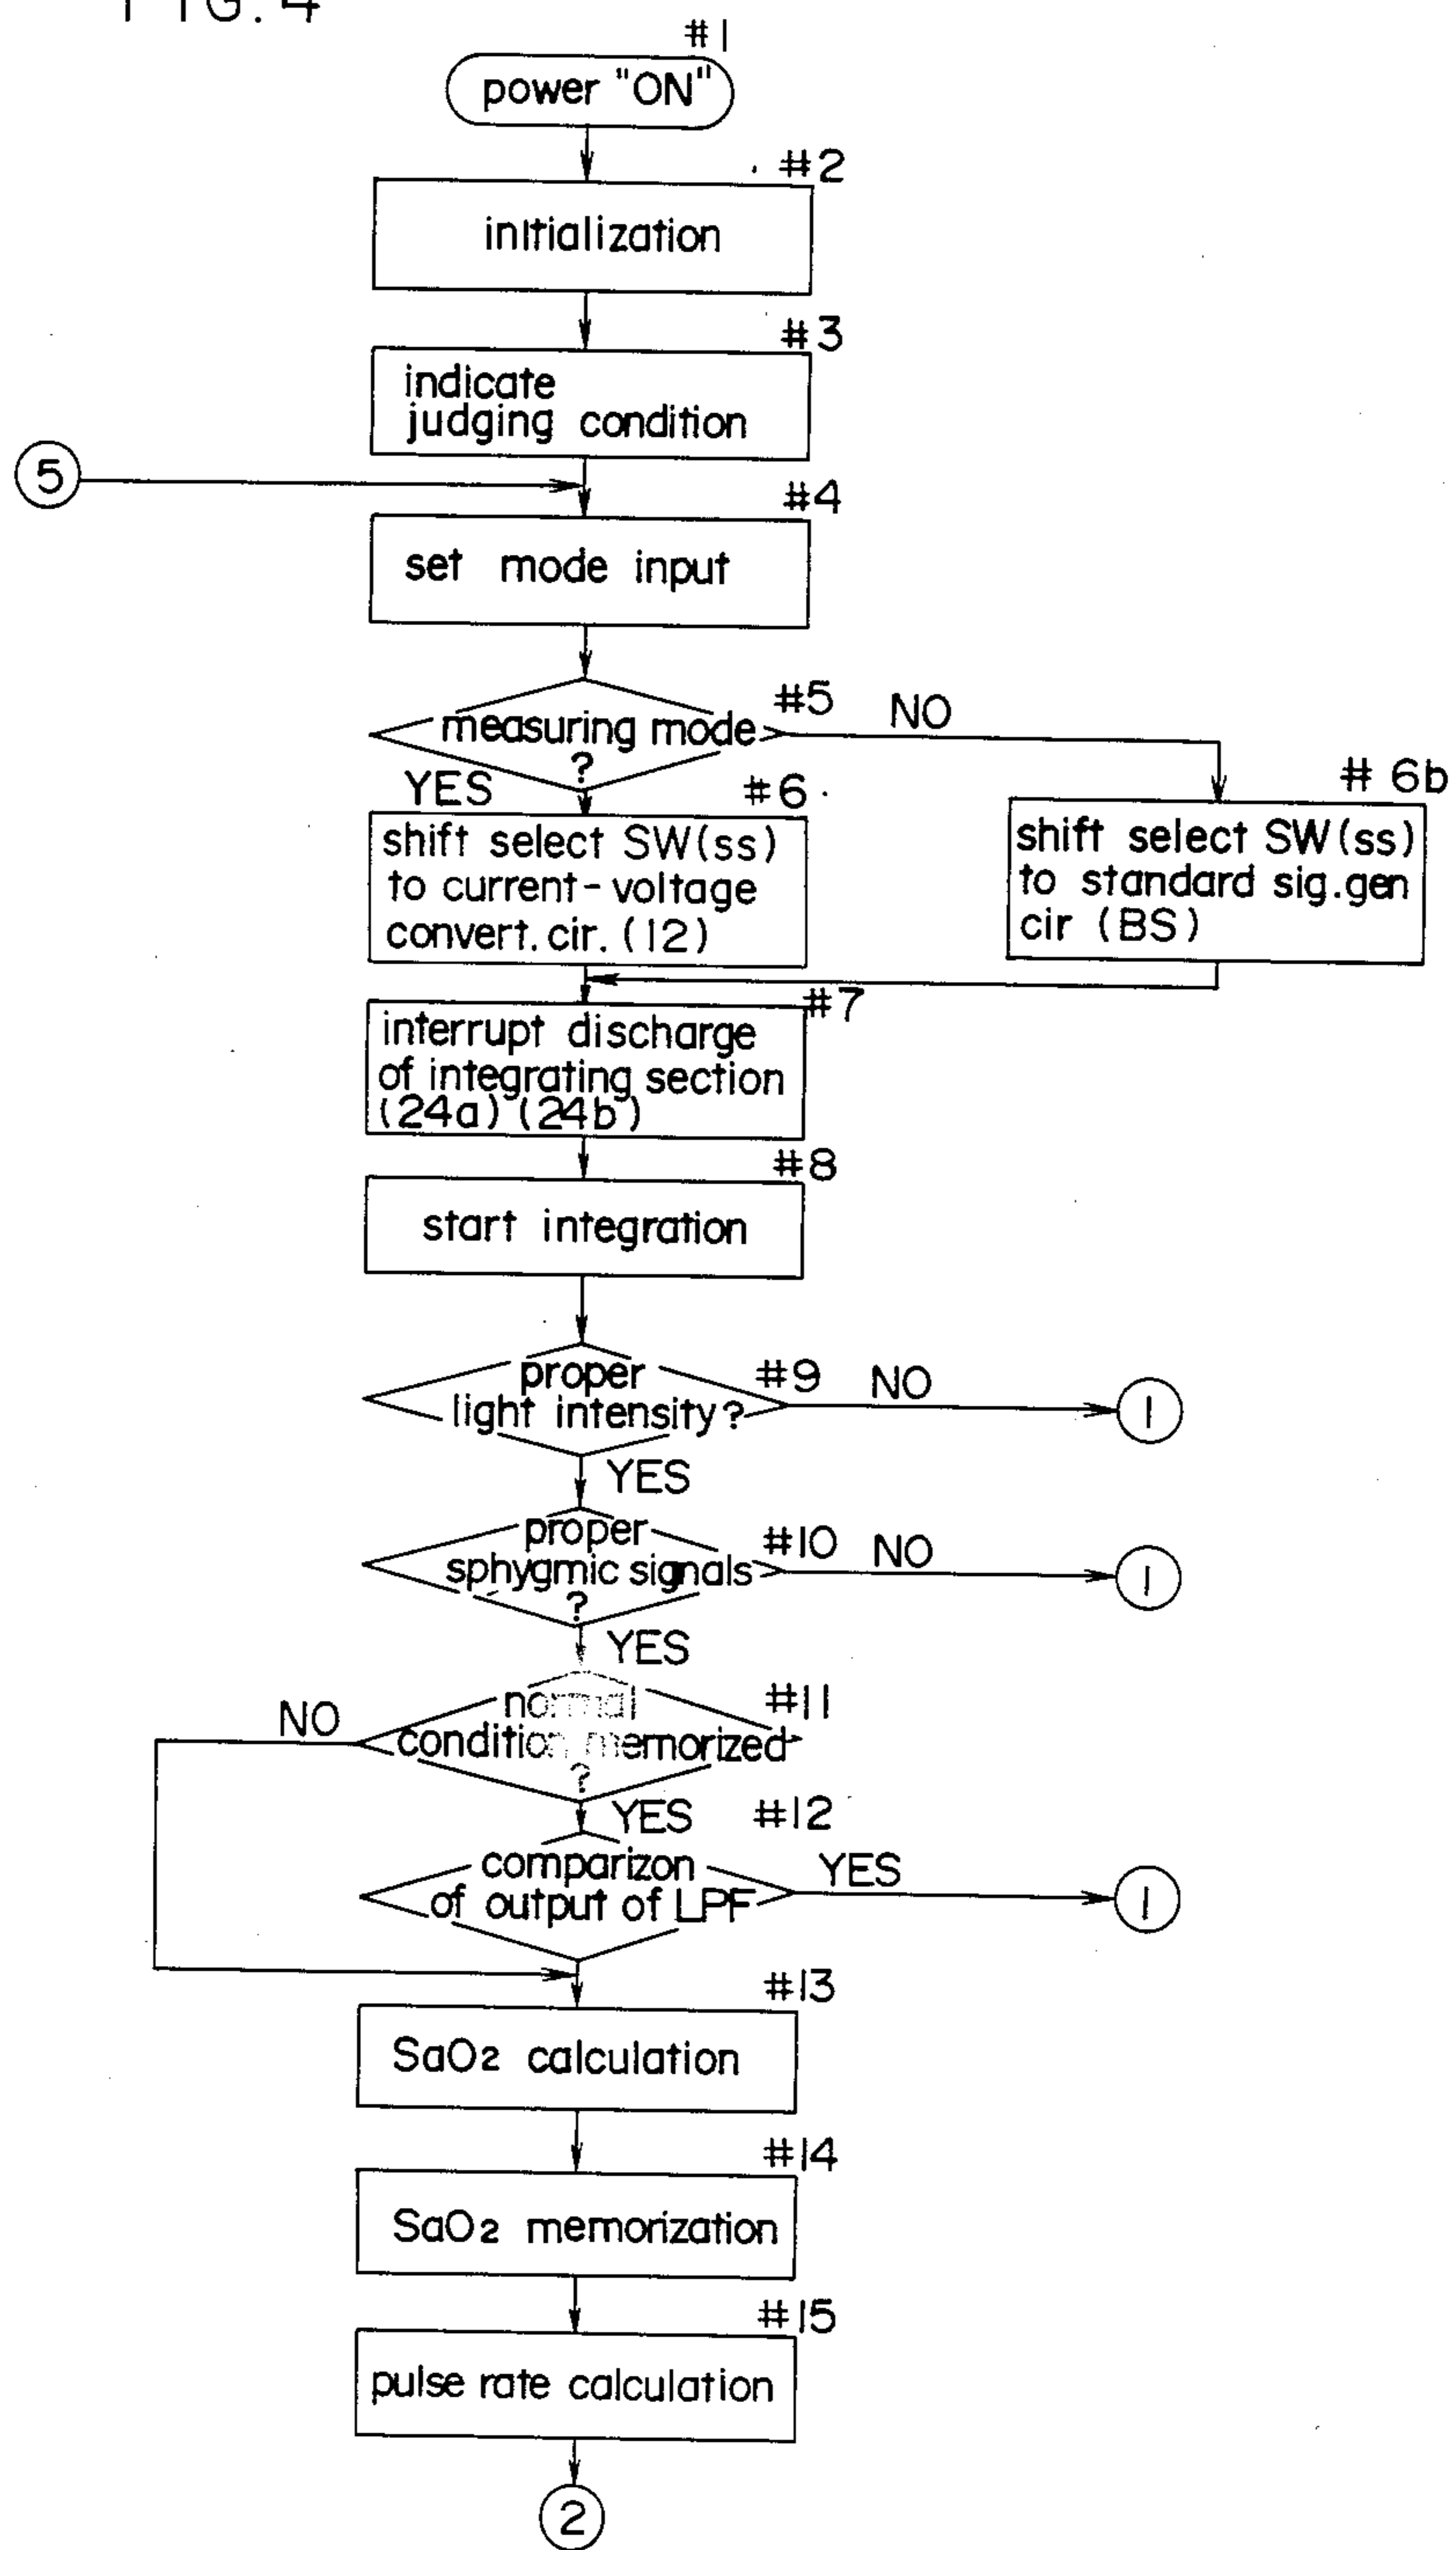 FIG. 4
#1
power "ON"
#2
initialization
#3
indicate
judging condition
5
#4
set mode input
#5
measuring mode
?
NO
YES
#6
shift select SW(ss)
to current-voltage
convert. cir. (12)
# 6b
shift select SW(ss)
to standard sig.gen
cir (BS)
#7
interrupt discharge
of integrating section
(24a) (24b)
#8
start integration
#9
proper
light intensity?
NO
1
YES
#10
proper
sphygmic signals
?
NO
1
YES
#11
normal
condition memorized
?
NO
YES
#12
comparizon
of output of LPF
YES
1
#13
SaO2 calculation
#14
SaO2 memorization
#15
pulse rate calculation
2